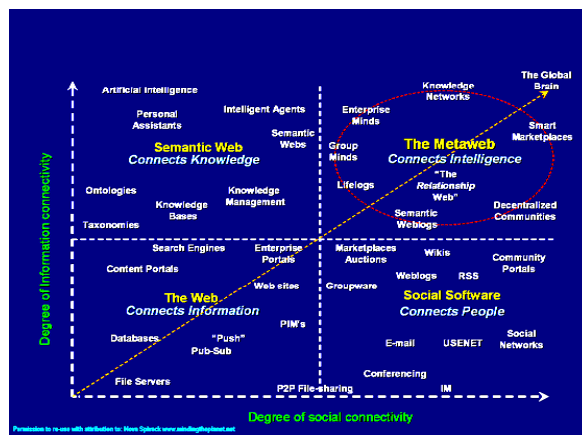 The Global
Brain
Artificial Intelligence
Knowledge
Networks
Personal
Assistants
Intelligent Agents
Enterprise
Minds
Smart
Marketplaces
Semantic
Webs
Semantic Web
Connects Knowledge
Group
Minds
The Metaweb
Connects Intelligence
Ontologies
Knowledge
Management
Lifelogs
"The
Relationship
Web"
Knowledge
Bases
Taxonomies
Semantic
Weblogs
Decentralized
Communities
Search Engines
Enterprise
Portals
Marketplaces
Auctions
Wikis
Community
Portals
Content Portals
Web sites
Groupware
Weblogs
RSS
The Web
Connects Information
Social Software
Connects People
PIM's
Databases
"Push"
Pub-Sub
E-mail
USENET
Social
Networks
File Servers
Conferencing
P2P File-sharing
IM
Degree of Information connectivity
Degree of social connectivity
Permission to re-use with attribution to: Nova Spivack www.mindingtheplanet.net